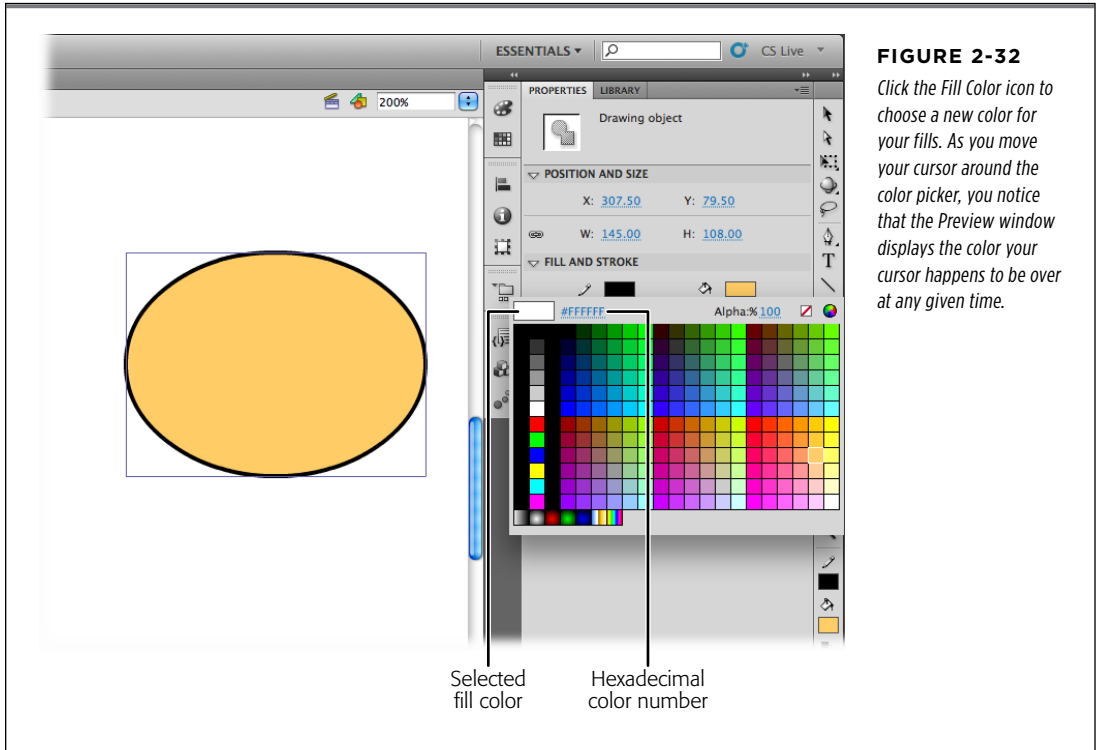 ESSENTIALS
CS Live
200%
PROPERTIES
LIBRARY
Drawing object
POSITION AND SIZE
X: 307.50 Y: 79.50
W: 145.00 H: 108.00
FILL AND STROKE
#FFFFFF
Alpha:% 100
T
Selected
fill color
Hexadecimal
color number
FIGURE 2-32
Click the Fill Color icon to
choose a new color for
your fills. As you move
your cursor around the
color picker, you notice
that the Preview window
displays the color your
cursor happens to be over
at any given time.